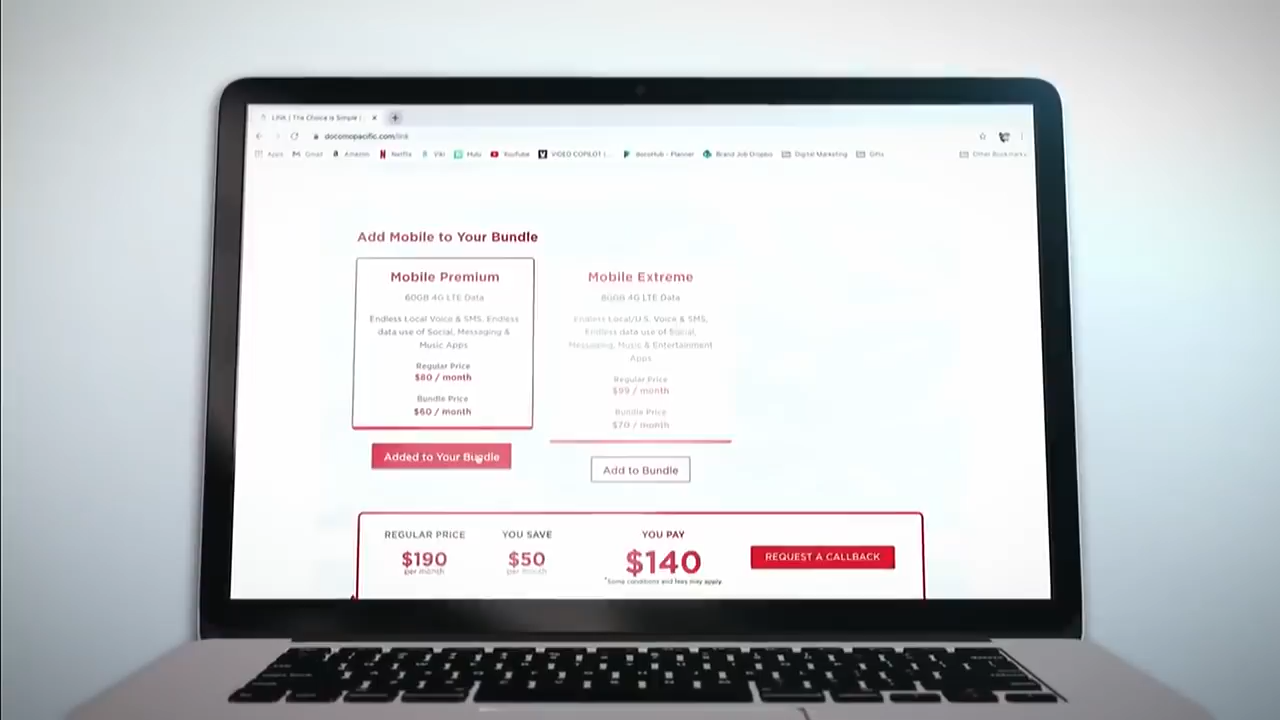 LINK | The Choice is Simple |
docomopacific.com/link
Apps Gmail Amazon Netflix Viki Hulu YouTube VIDEO COPILOT | ... docoHub - Planner Brand Job Dropbo Digital Marketing Gifts Other Bookmarks
Add Mobile to Your Bundle
Mobile Premium
60GB 4G LTE Data
Endless Local Voice & SMS, Endless
data use of Social, Messaging &
Music Apps
Regular Price
$80 / month
Bundle Price
$60 / month
Added to Your Bundle
Mobile Extreme
80GB 4G LTE Data
Endless Local/U.S. Voice & SMS,
Endless data use of Social,
Messaging, Music & Entertainment
Apps
Regular Price
$99 / month
Bundle Price
$70 / month
Add to Bundle
REGULAR PRICE
$190
per month
YOU SAVE
$50
per month
YOU PAY
$140
*Some conditions and fees may apply.
REQUEST A CALLBACK